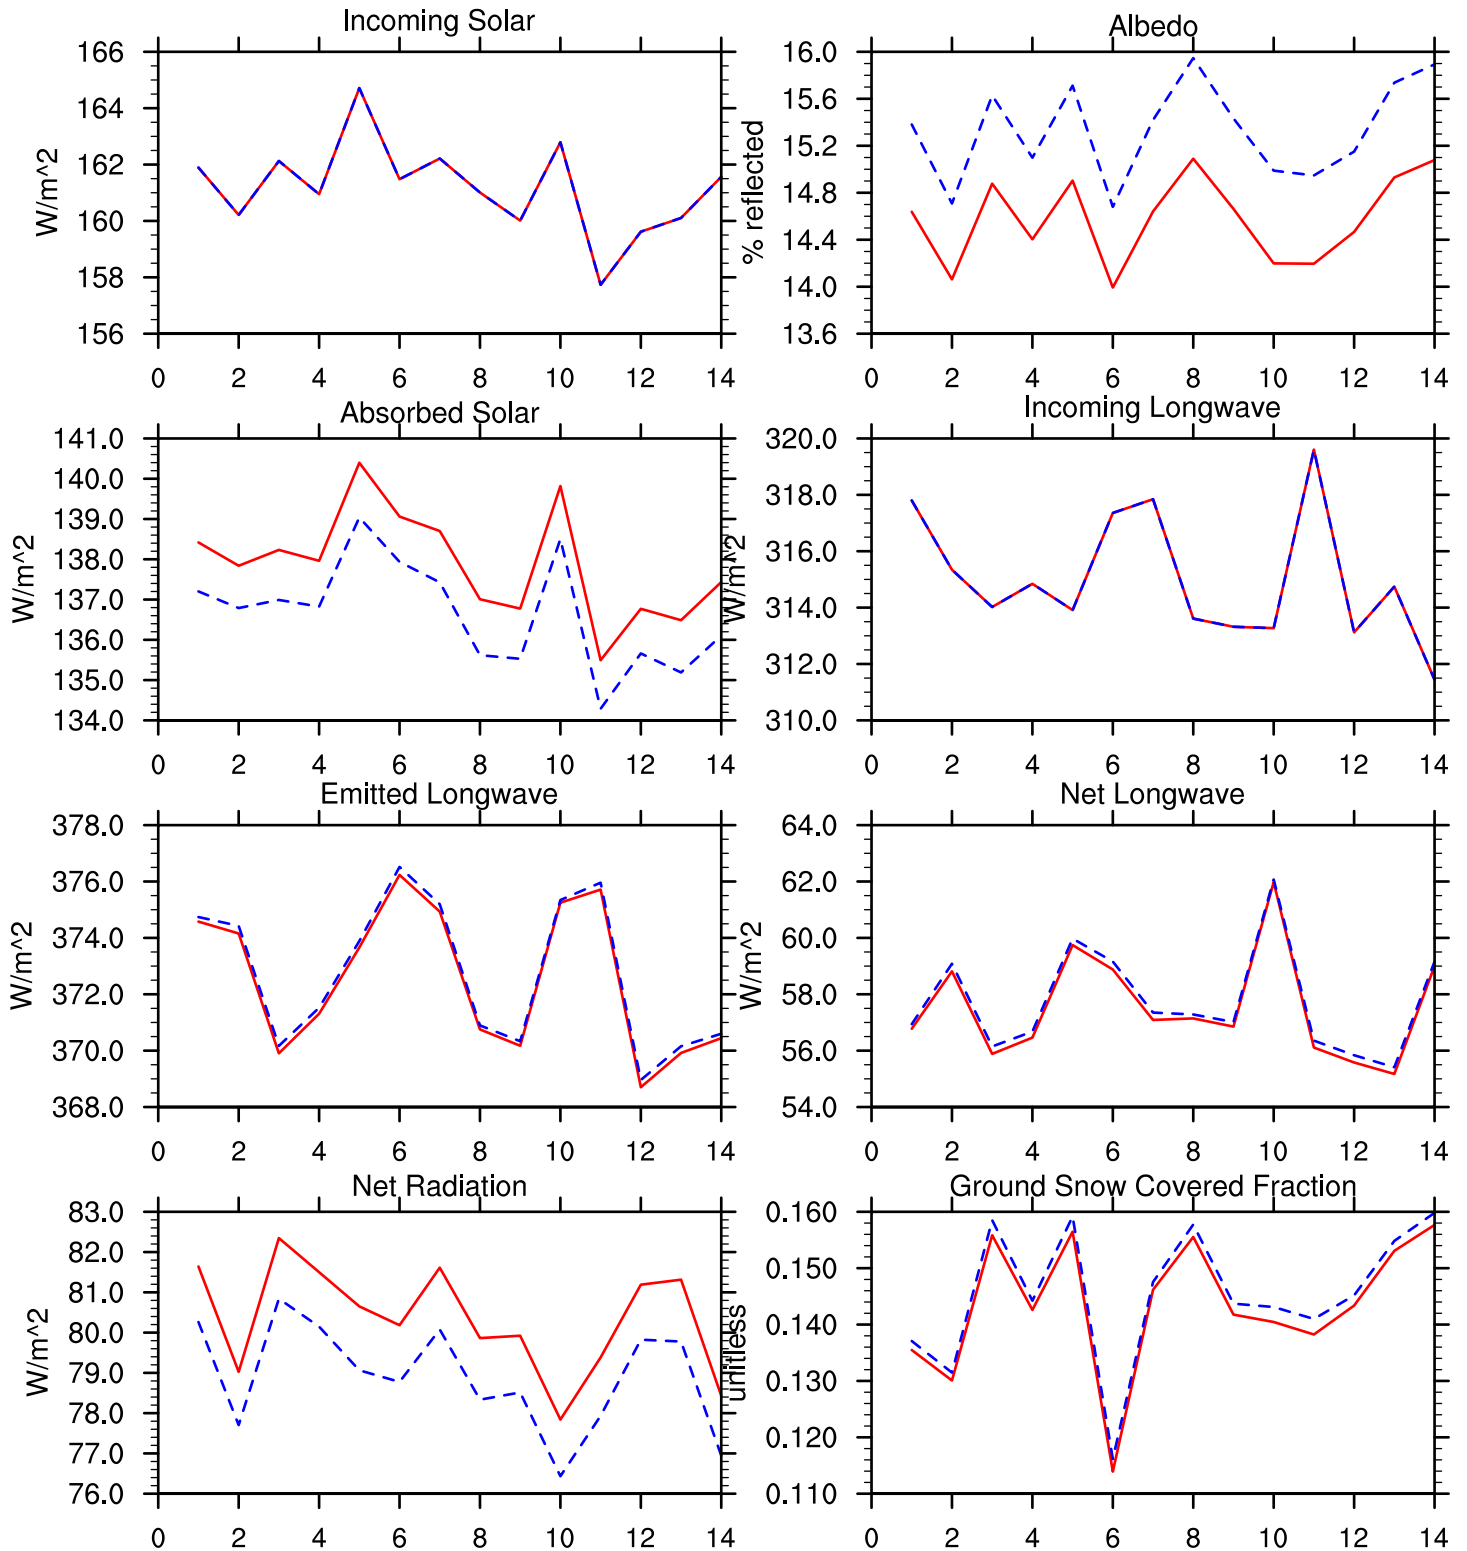 Incoming Solar
W/m^2
166
164
162
160
158
156
0 2 4 6 8 10 12 14
Albedo
% reflected
16.0
15.6
15.2
14.8
14.4
14.0
13.6
0 2 4 6 8 10 12 14
Absorbed Solar
W/m^2
141.0
140.0
139.0
138.0
137.0
136.0
135.0
134.0
0 2 4 6 8 10 12 14
Incoming Longwave
W/m^2
320.0
318.0
316.0
314.0
312.0
310.0
0 2 4 6 8 10 12 14
Emitted Longwave
W/m^2
378.0
376.0
374.0
372.0
370.0
368.0
0 2 4 6 8 10 12 14
Net Longwave
W/m^2
64.0
62.0
60.0
58.0
56.0
54.0
0 2 4 6 8 10 12 14
Net Radiation
W/m^2
83.0
82.0
81.0
80.0
79.0
78.0
77.0
76.0
0 2 4 6 8 10 12 14
Ground Snow Covered Fraction
unitless
0.160
0.150
0.140
0.130
0.120
0.110
0 2 4 6 8 10 12 14